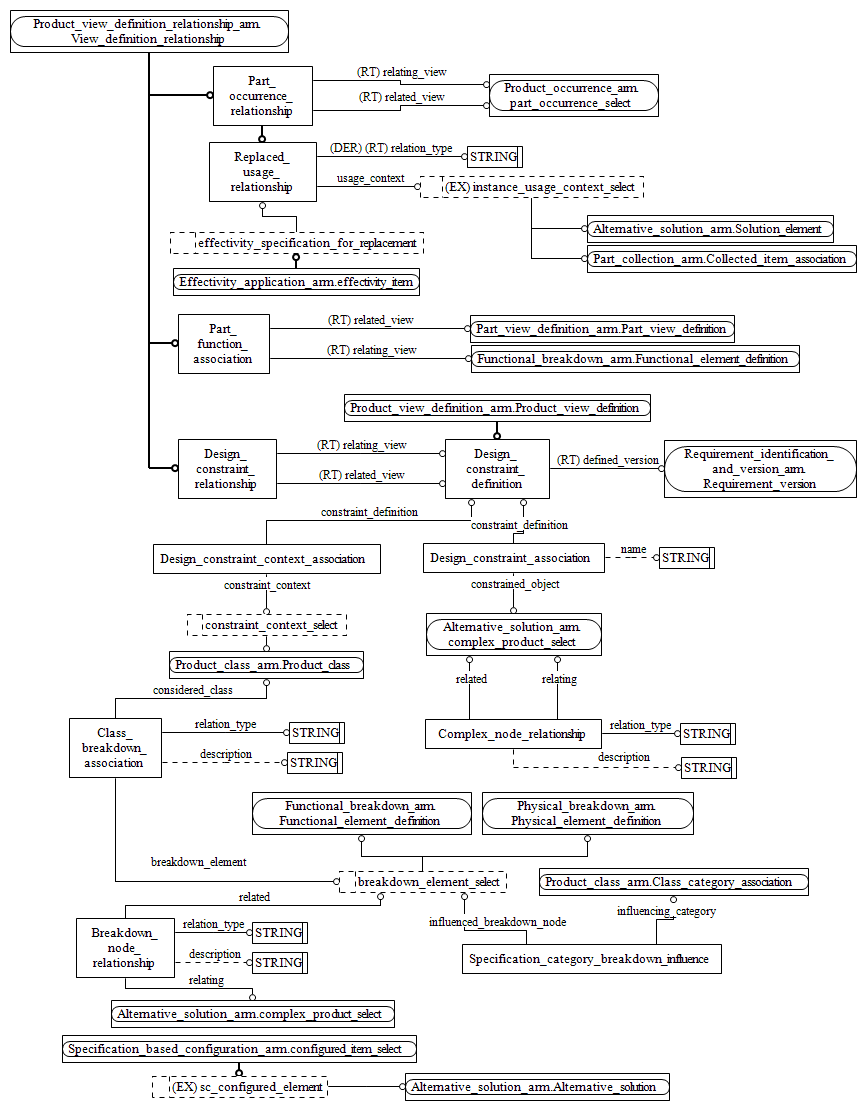 Product_view_definition_relationship_arm.
View_definition_relationship
Part_
occurrence_
relationship
(RT) relating_view
(RT) related_view
Product_occurrence_arm.
part_occurrence_select
Replaced_
usage_
relationship
(DER) (RT) relation_type
STRING
usage_context
(EX) instance_usage_context_select
Alternative_solution_arm.Solution_element
Part_collection_arm.Collected_item_association
effectivity_specification_for_replacement
Effectivity_application_arm.effectivity_item
Part_
function_
association
(RT) related_view
Part_view_definition_arm.Part_view_definition
(RT) relating_view
Functional_breakdown_arm.Functional_element_definition
Product_view_definition_arm.Product_view_definition
Design_
constraint_
relationship
(RT) relating_view
(RT) related_view
Design_
constraint_
definition
(RT) defined_version
Requirement_identification_
and_version_arm.
Requirement_version
constraint_definition
constraint_definition
Design_constraint_context_association
Design_constraint_association
name
STRING
constraint_context
constrained_object
constraint_context_select
Alternative_solution_arm.
complex_product_select
Product_class_arm.Product_class
considered_class
related
relating
Class_
breakdown_
association
relation_type
STRING
description
STRING
Complex_node_relationship
relation_type
STRING
description
STRING
Functional_breakdown_arm.
Functional_element_definition
Physical_breakdown_arm.
Physical_element_definition
breakdown_element
breakdown_element_select
Product_class_arm.Class_category_association
related
influenced_breakdown_node
influencing_category
Breakdown_
node_
relationship
relation_type
STRING
description
STRING
Specification_category_breakdown_influence
relating
Alternative_solution_arm.complex_product_select
Specification_based_configuration_arm.configured_item_select
(EX) sc_configured_element
Alternative_solution_arm.Alternative_solution